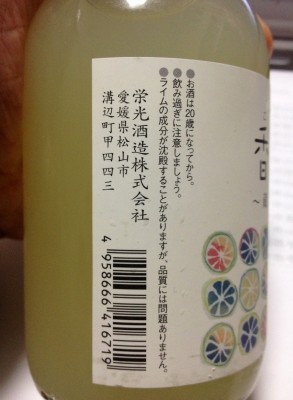 香
●お酒は20歳になってから。
●飲み過ぎに注意しましょう。
●ライムの成分が沈殿することがありますが、品質には問題ありません。
栄光酒造株式会社
愛媛県松山市
溝辺町甲四四三
4 958666 416719